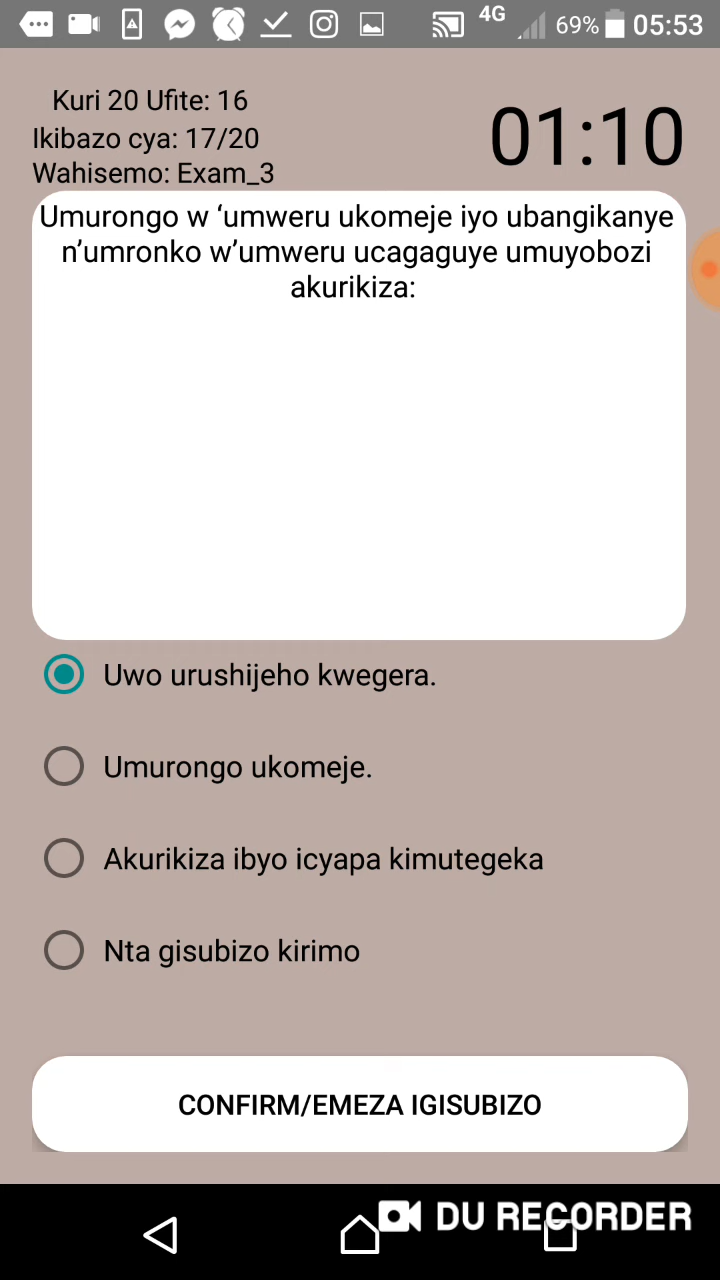 4G 69% 05:53
Kuri 20 Ufite: 16
01:10
Ikibazo cya: 17/20
Wahisemo: Exam_3
Umurongo w ‘umweru ukomeje iyo ubangikanye
n’umronko w’umweru ucagaguye umuyobozi
akurikiza:
Uwo urushijeho kwegera.
Umurongo ukomeje.
Akurikiza ibyo icyapa kimutegeka
Nta gisubizo kirimo
CONFIRM/EMEZA IGISUBIZO
DU RECORDER